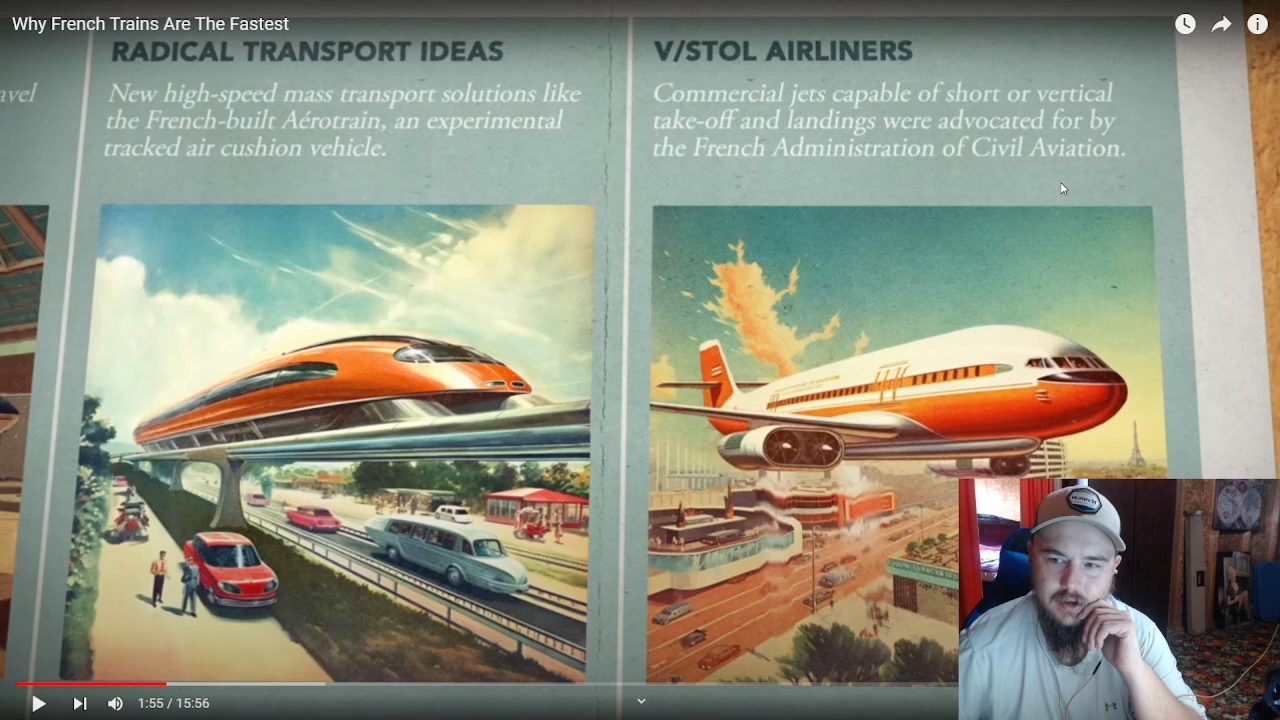 Why French Trains Are The Fastest
RADICAL TRANSPORT IDEAS
V/STOL AIRLINERS
avel
New high-speed mass transport solutions like
the French-built Aérotrain, an experimental
tracked air cushion vehicle.
Commercial jets capable of short or vertical
take-off and landings were advocated for by
the French Administration of Civil Aviation.
1:55 / 15:56